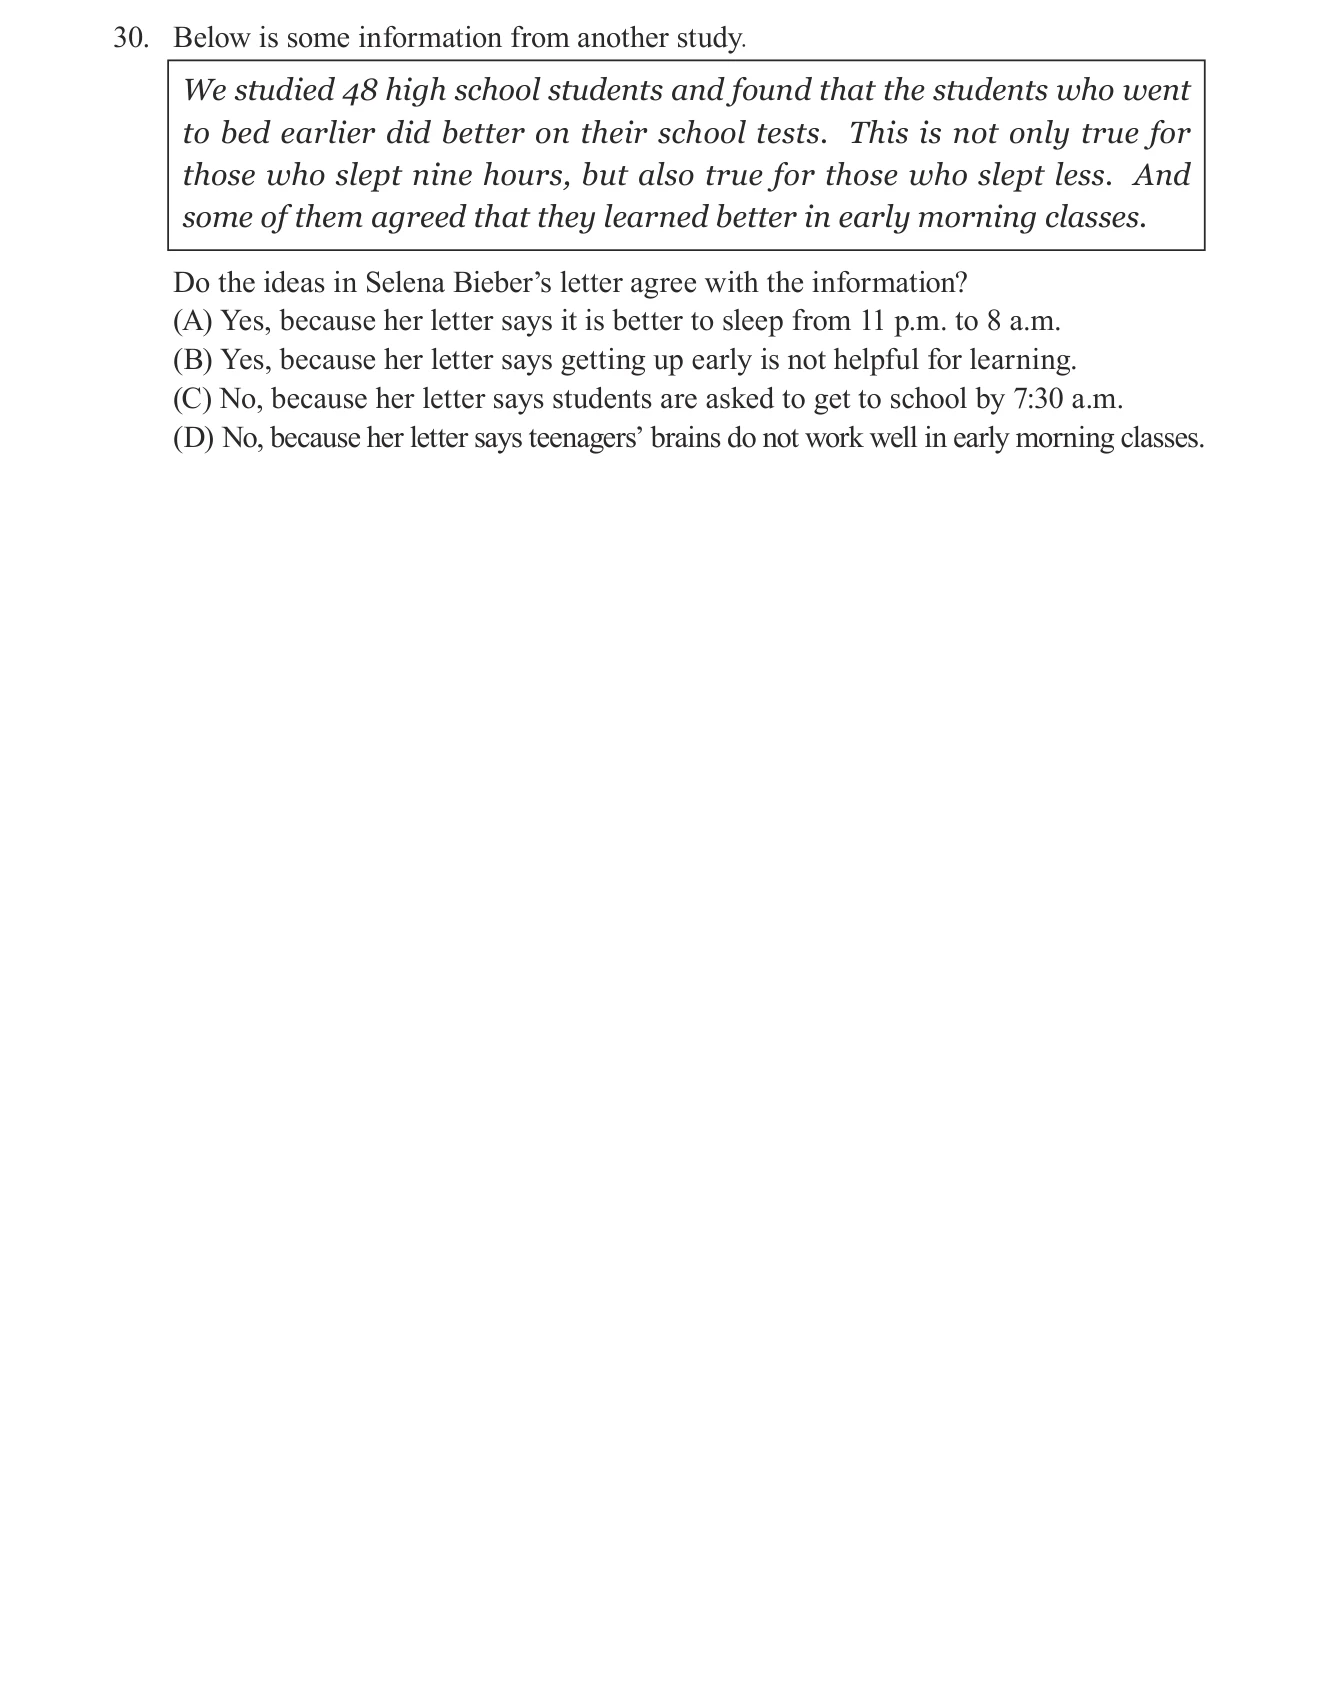 30. Below is some information from another study.
We studied 48 high school students and found that the students who went
to bed earlier did better on their school tests. This is not only true for
those who slept nine hours, but also true for those who slept less. And
some of them agreed that they learned better in early morning classes.
Do the ideas in Selena Bieber’s letter agree with the information?
(A) Yes, because her letter says it is better to sleep from 11 p.m. to 8 a.m.
(B) Yes, because her letter says getting up early is not helpful for learning.
(C) No, because her letter says students are asked to get to school by 7:30 a.m.
(D) No, because her letter says teenagers’ brains do not work well in early morning classes.